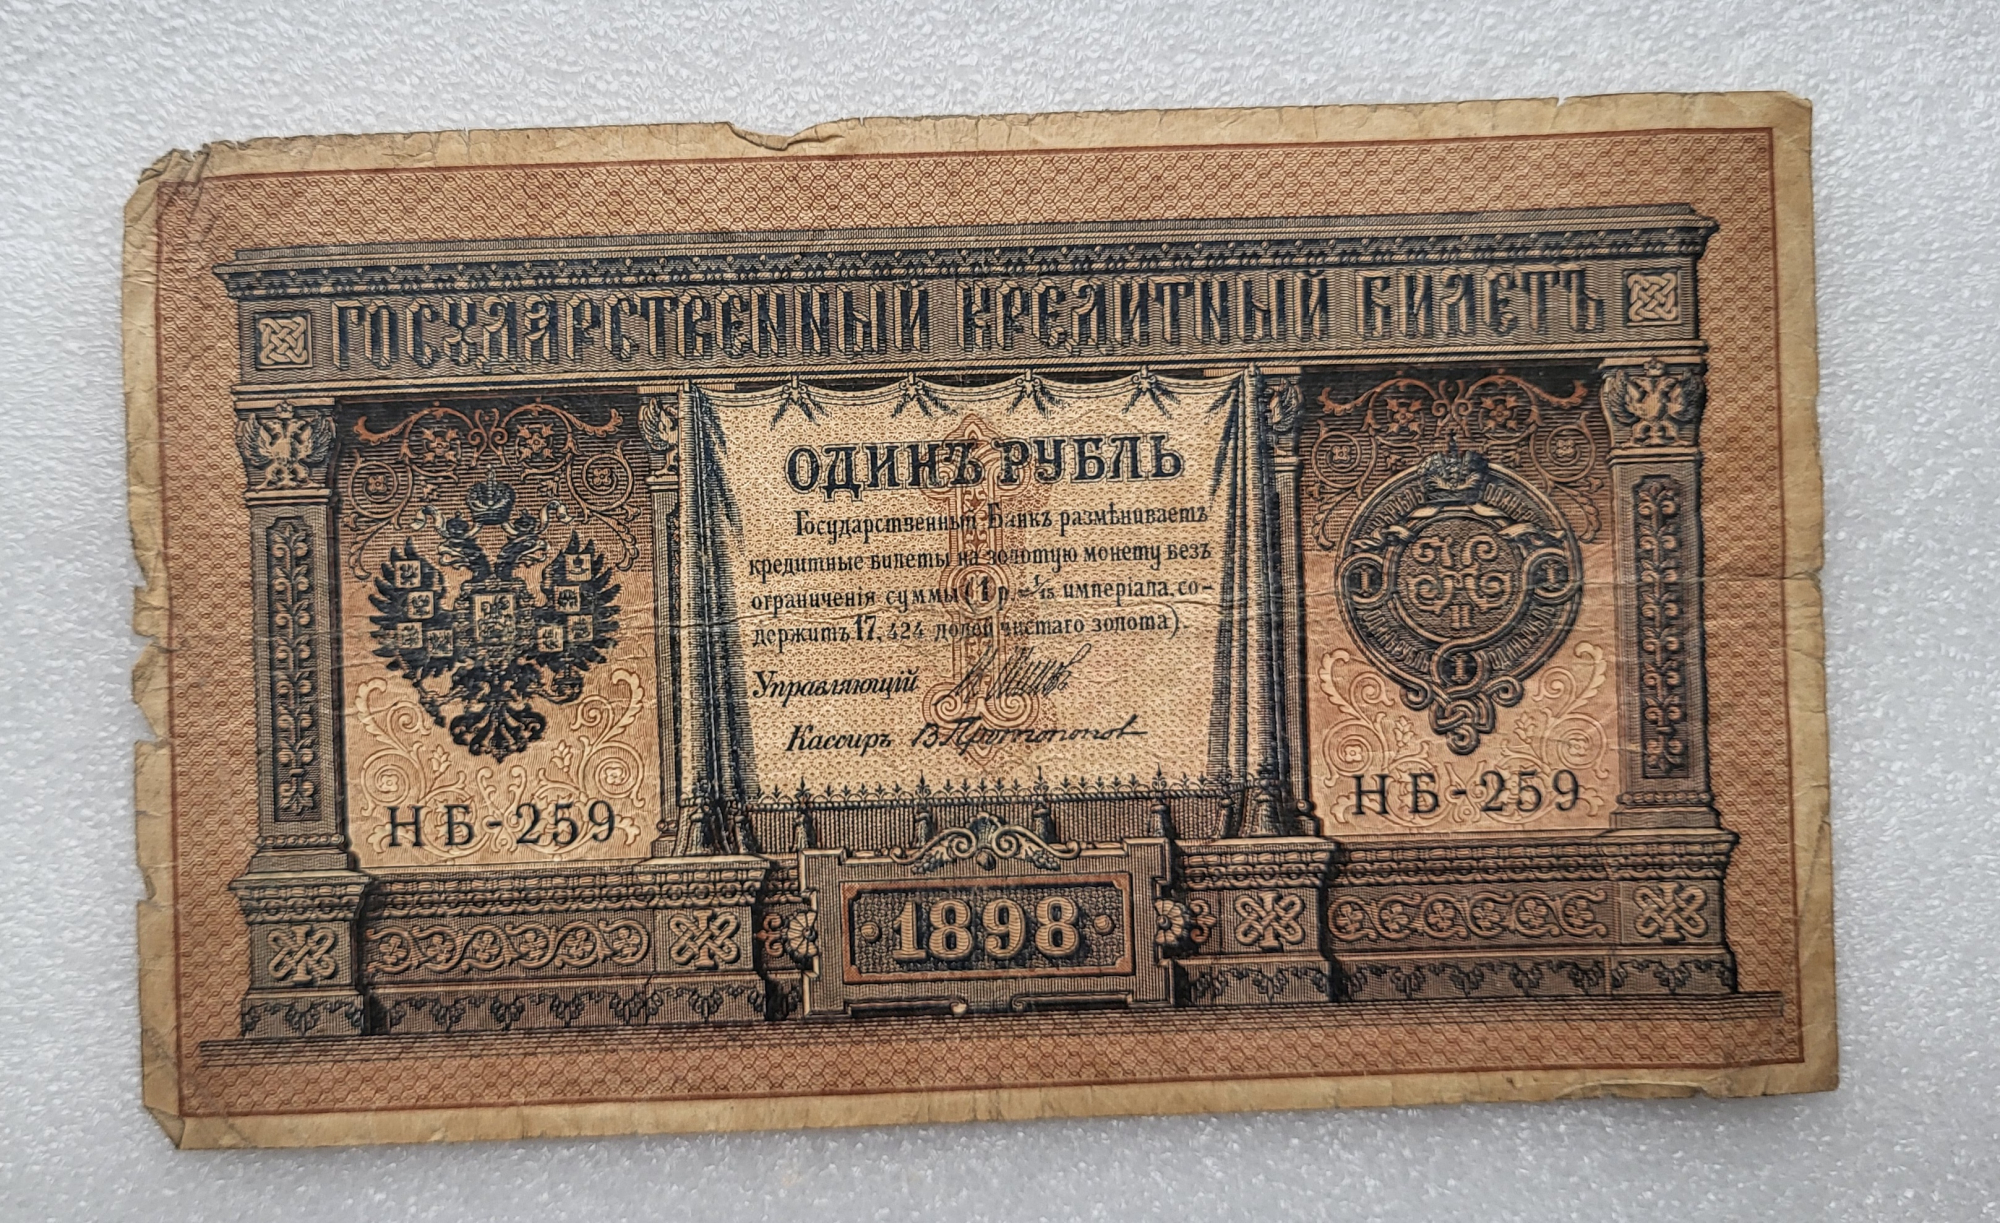 ГОСУДАРСТВЕННЫЙ КРЕДИТНЫЙ БИЛЕТЪ
ОДИНЪ РУБЛЬ
Государственный Банкъ размѣниваетъ
кредитные билеты на золотую монету безъ
ограниченія суммы (1 р.=1/15 имперіала, со-
держитъ 17,424 долей чистаго золота).
Управляющій
Кассиръ В Протопопов
НБ-259
НБ-259
1898